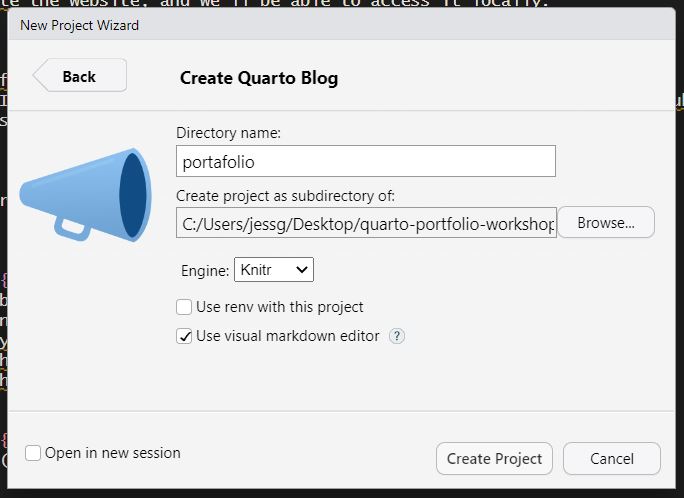 te the website, and we'll be able to access it locally.
New Project Wizard
Back
Create Quarto Blog
Directory name:
portafolio
Create project as subdirectory of:
C:/Users/jessg/Desktop/quarto-portfolio-workshop
Browse...
Engine: Knitr
Use renv with this project
Use visual markdown editor ?
Open in new session
Create Project
Cancel